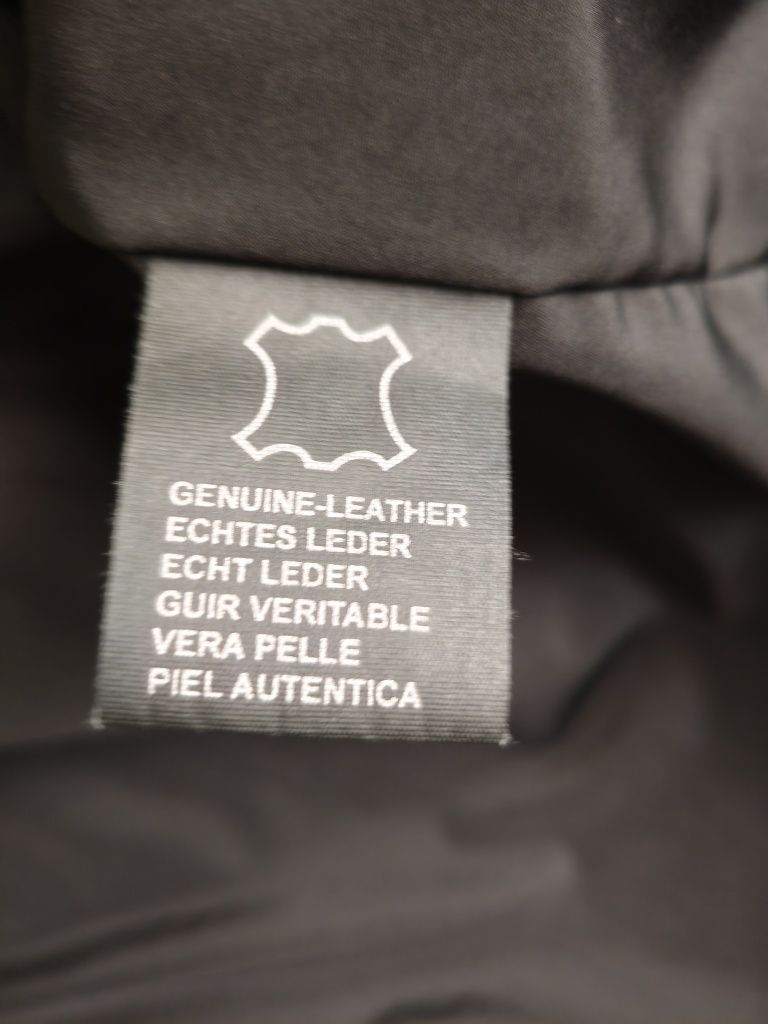 GENUINE-LEATHER
ECHTES LEDER
ECHT LEDER
GUIR VERITABLE
VERA PELLE
PIEL AUTENTICA